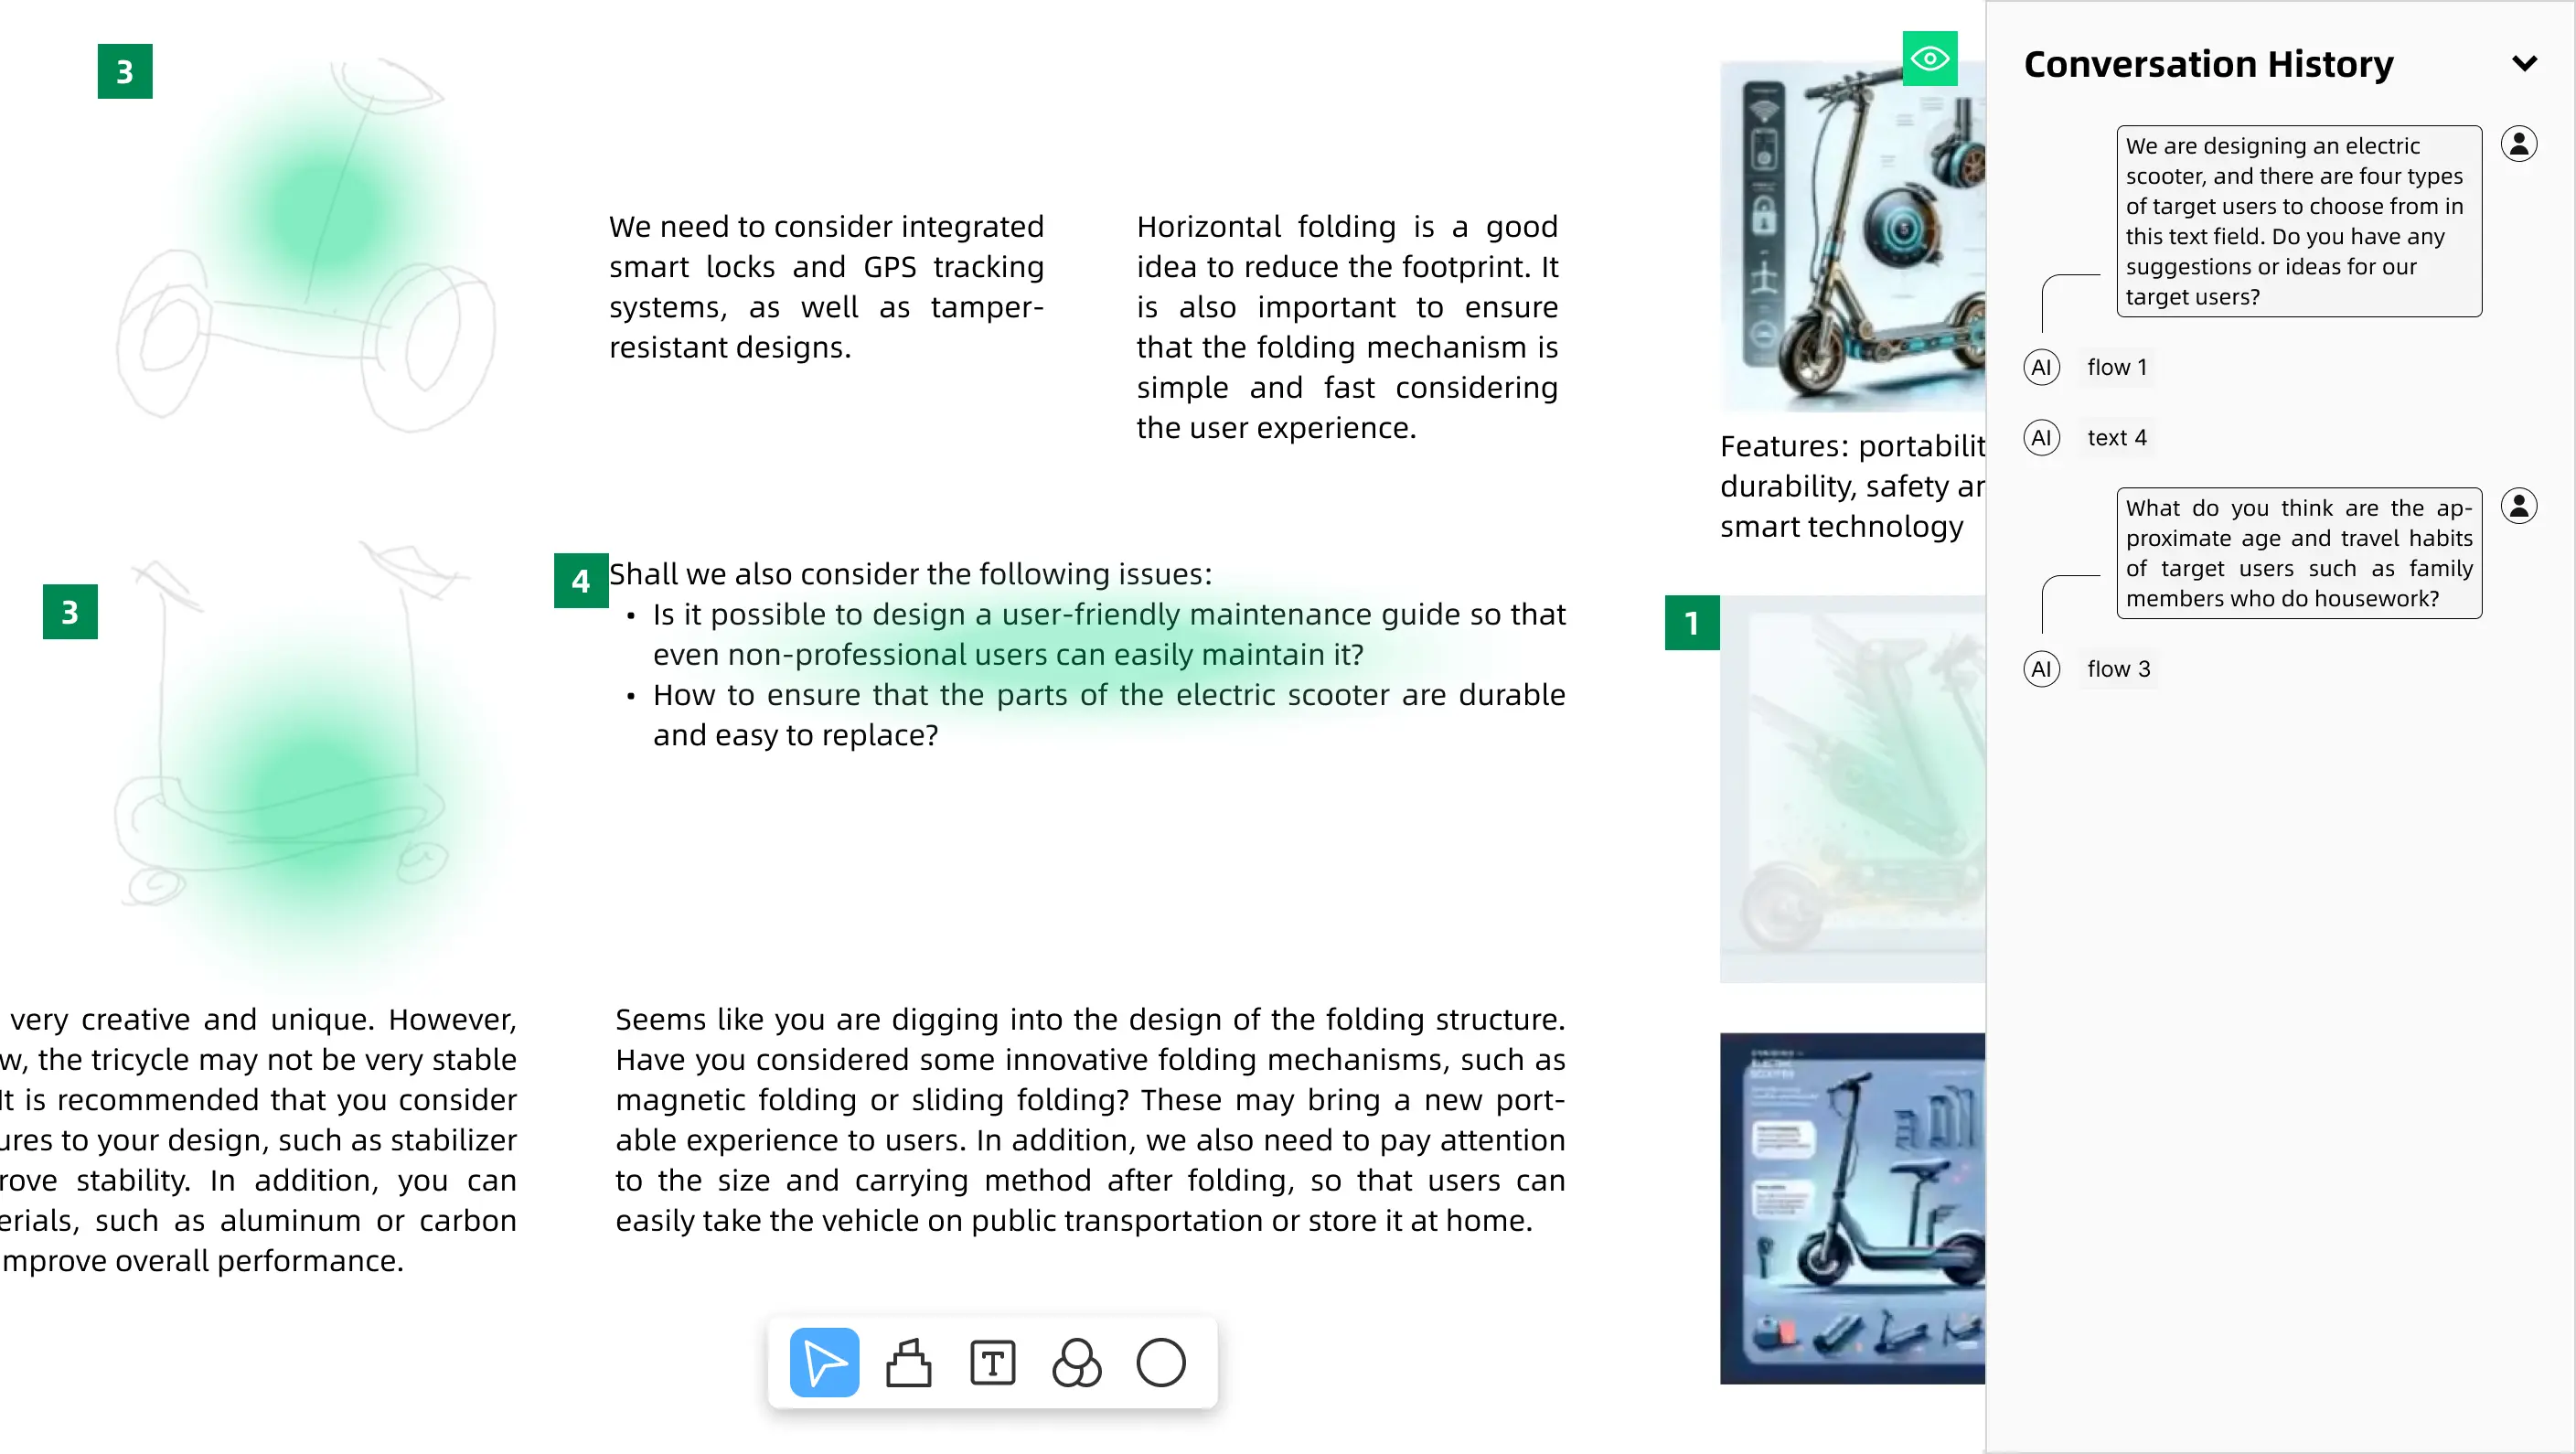 3
We need to consider integrated
smart locks and GPS tracking
systems, as well as tamper-
resistant designs.
Horizontal folding is a good
idea to reduce the footprint. It
is also important to ensure
that the folding mechanism is
simple and fast considering
the user experience.
Features: portabilit
durability, safety ar
smart technology
3
4
Shall we also consider the following issues:
• Is it possible to design a user-friendly maintenance guide so that
even non-professional users can easily maintain it?
• How to ensure that the parts of the electric scooter are durable
and easy to replace?
1
very creative and unique. However,
w, the tricycle may not be very stable
It is recommended that you consider
ures to your design, such as stabilizer
rove stability. In addition, you can
erials, such as aluminum or carbon
mprove overall performance.
Seems like you are digging into the design of the folding structure.
Have you considered some innovative folding mechanisms, such as
magnetic folding or sliding folding? These may bring a new port-
able experience to users. In addition, we also need to pay attention
to the size and carrying method after folding, so that users can
easily take the vehicle on public transportation or store it at home.
T
Conversation History
We are designing an electric
scooter, and there are four types
of target users to choose from in
this text field. Do you have any
suggestions or ideas for our
target users?
AI flow 1
AI text 4
What do you think are the ap-
proximate age and travel habits
of target users such as family
members who do housework?
AI flow 3